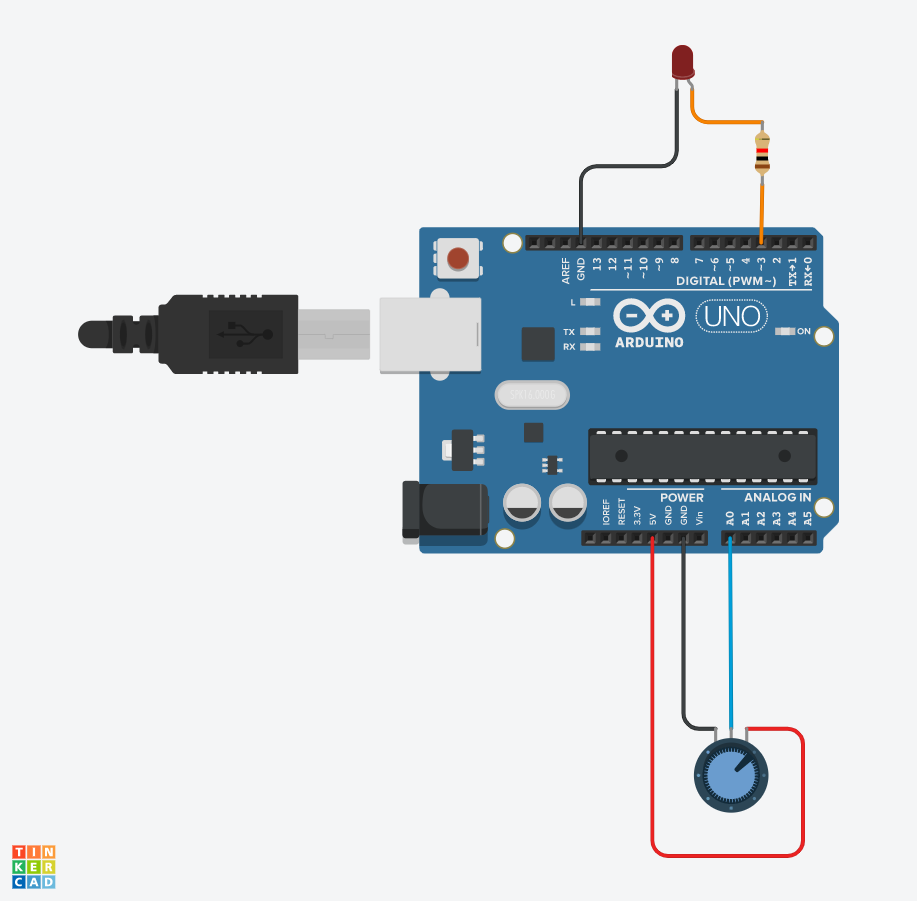 AREF
GND
13
12
~11
~10
~9
8
7
~6
~5
4
~3
2
TX→1
RX←0
DIGITAL (PWM~)
L
TX
RX
ARDUINO
UNO
ON
POWER
ANALOG IN
IOREF
RESET
3.3V
5V
GND
GND
Vin
A0
A1
A2
A3
A4
A5
TIN
KER
CAD